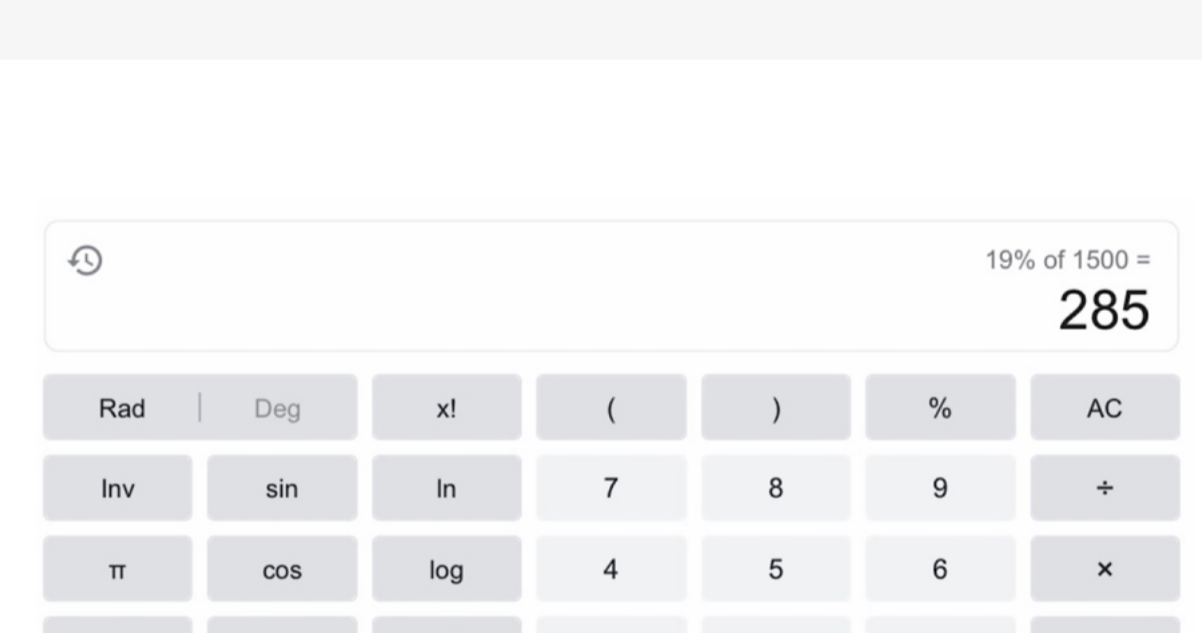 19% of 1500 =
285
Rad | Deg x! ( ) % AC
Inv sin ln 7 8 9 ÷
π cos log 4 5 6 ×